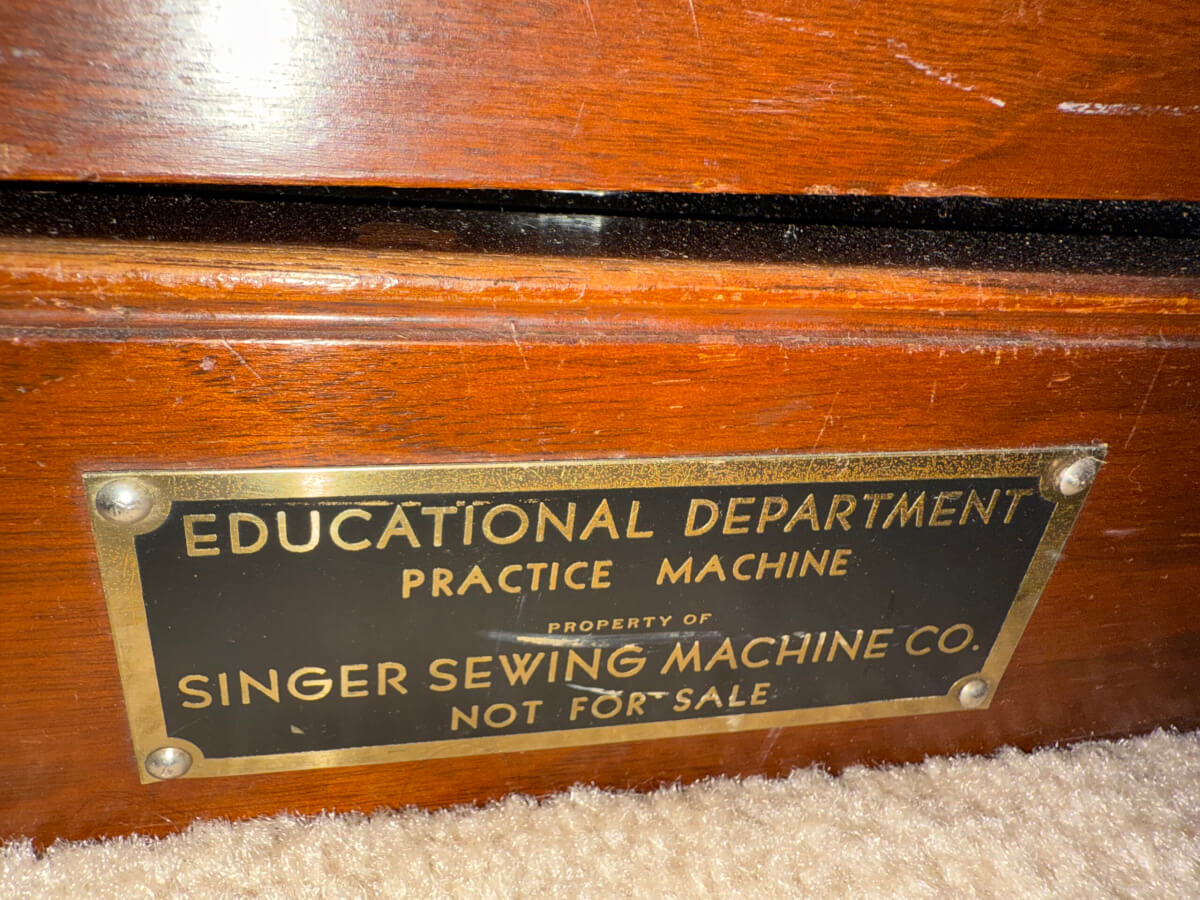 EDUCATIONAL DEPARTMENT
PRACTICE MACHINE
PROPERTY OF
SINGER SEWING MACHINE CO.
NOT FOR SALE